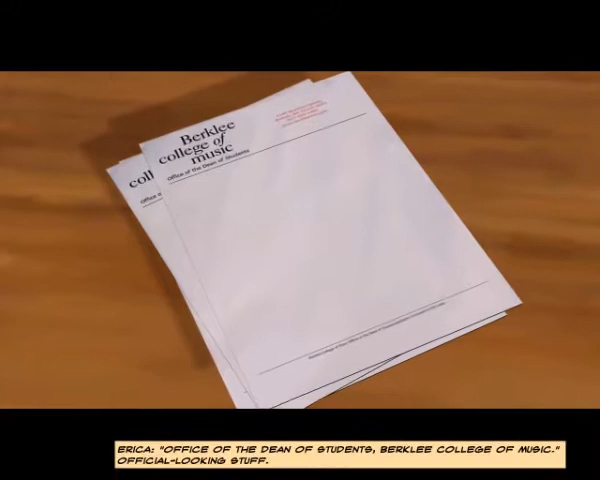 Berklee
college of
music
Office of the Dean of Students
coll
Office o
ERICA: "OFFICE OF THE DEAN OF STUDENTS, BERKLEE COLLEGE OF MUSIC."
OFFICIAL-LOOKING STUFF.